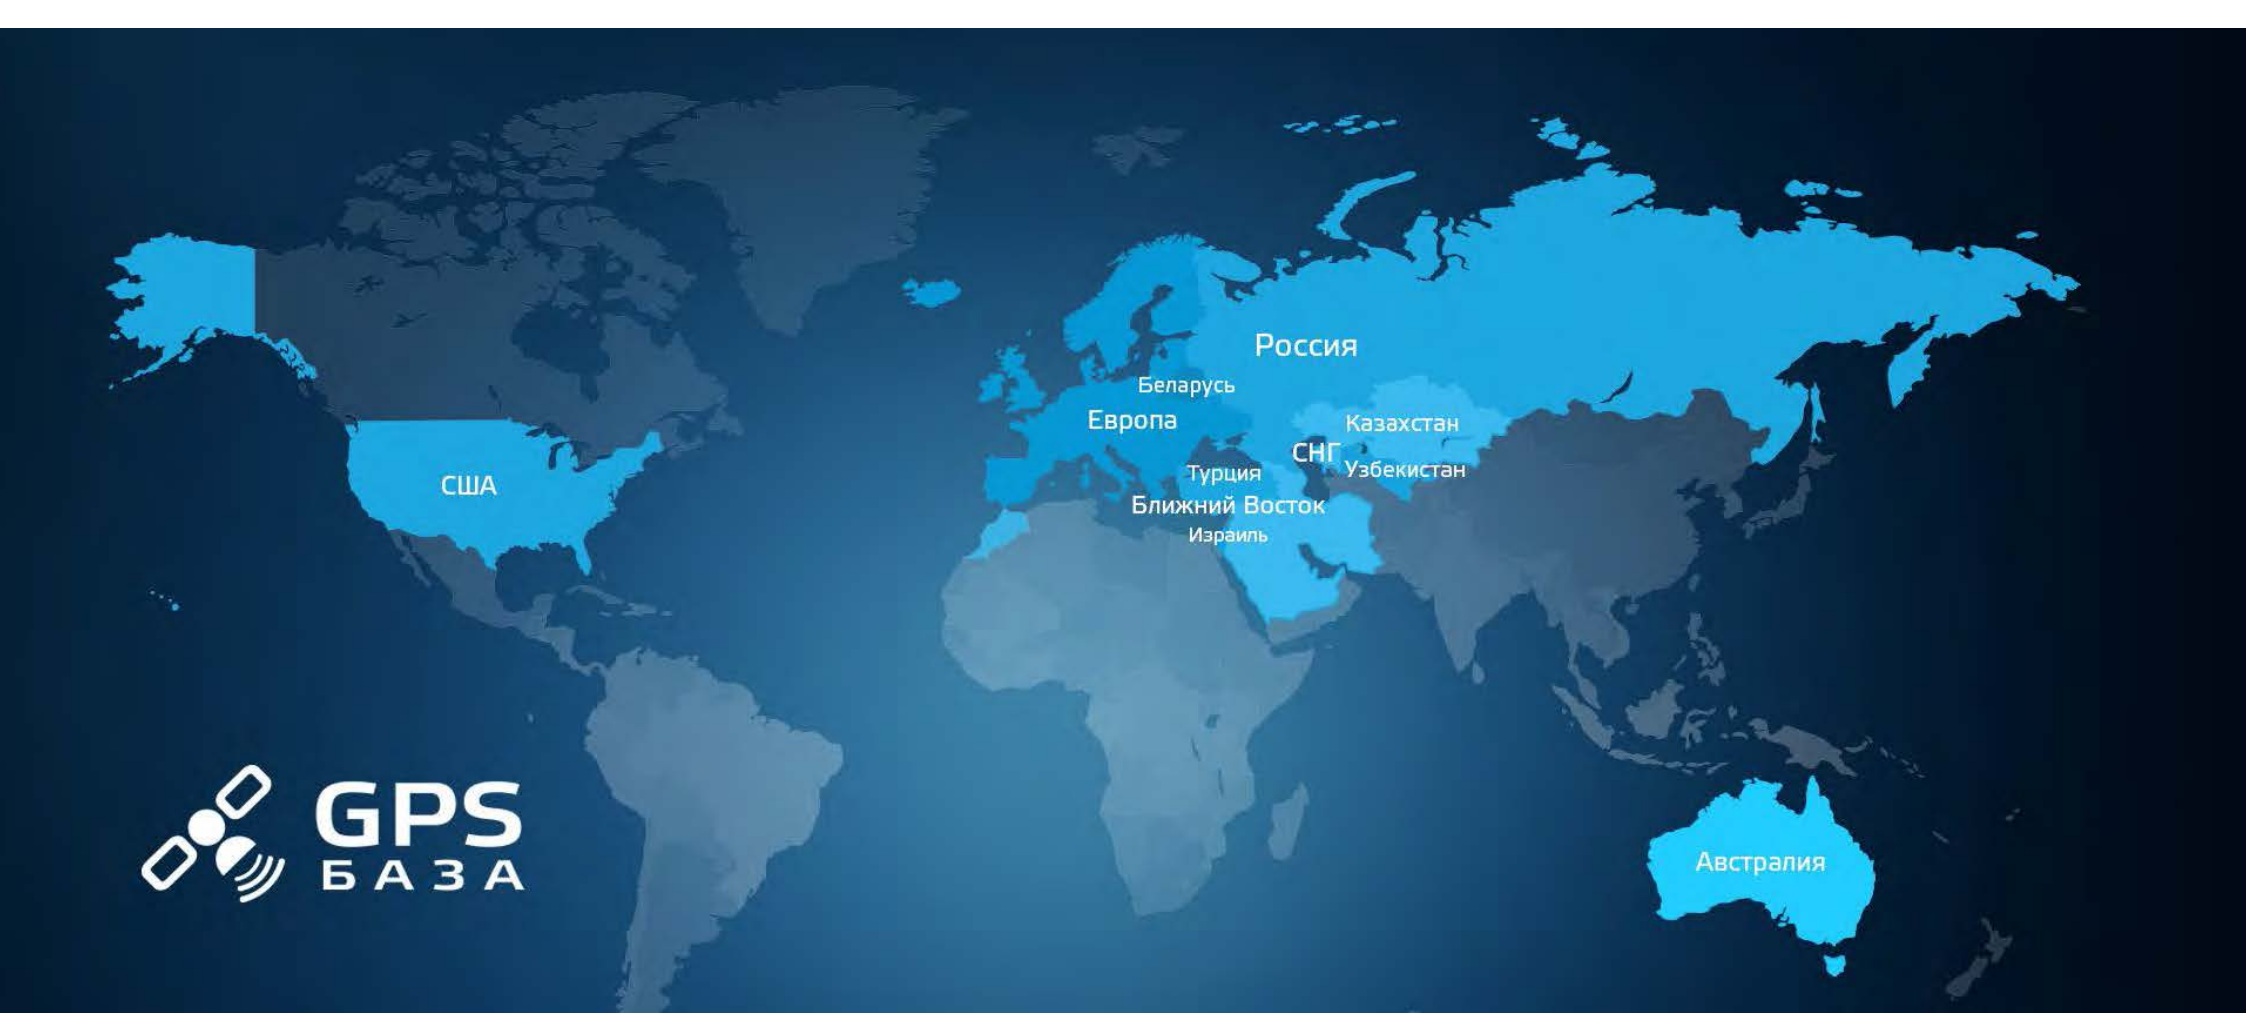 Россия
Беларусь
Европа
Казахстан
СНГ
Узбекистан
Турция
США
Ближний Восток
Израиль
GPS
БАЗА
Австралия